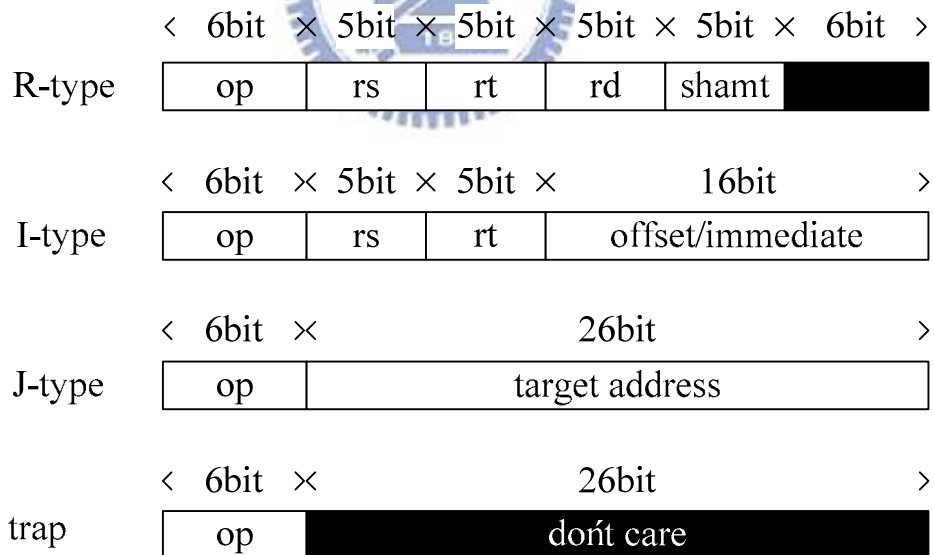 < 6bit × 5bit × 5bit × 5bit × 5bit × 6bit >
R-type op rs rt rd shamt
< 6bit × 5bit × 5bit × 16bit >
I-type op rs rt offset/immediate
< 6bit × 26bit >
J-type op target address
< 6bit × 26bit >
trap op dońt care